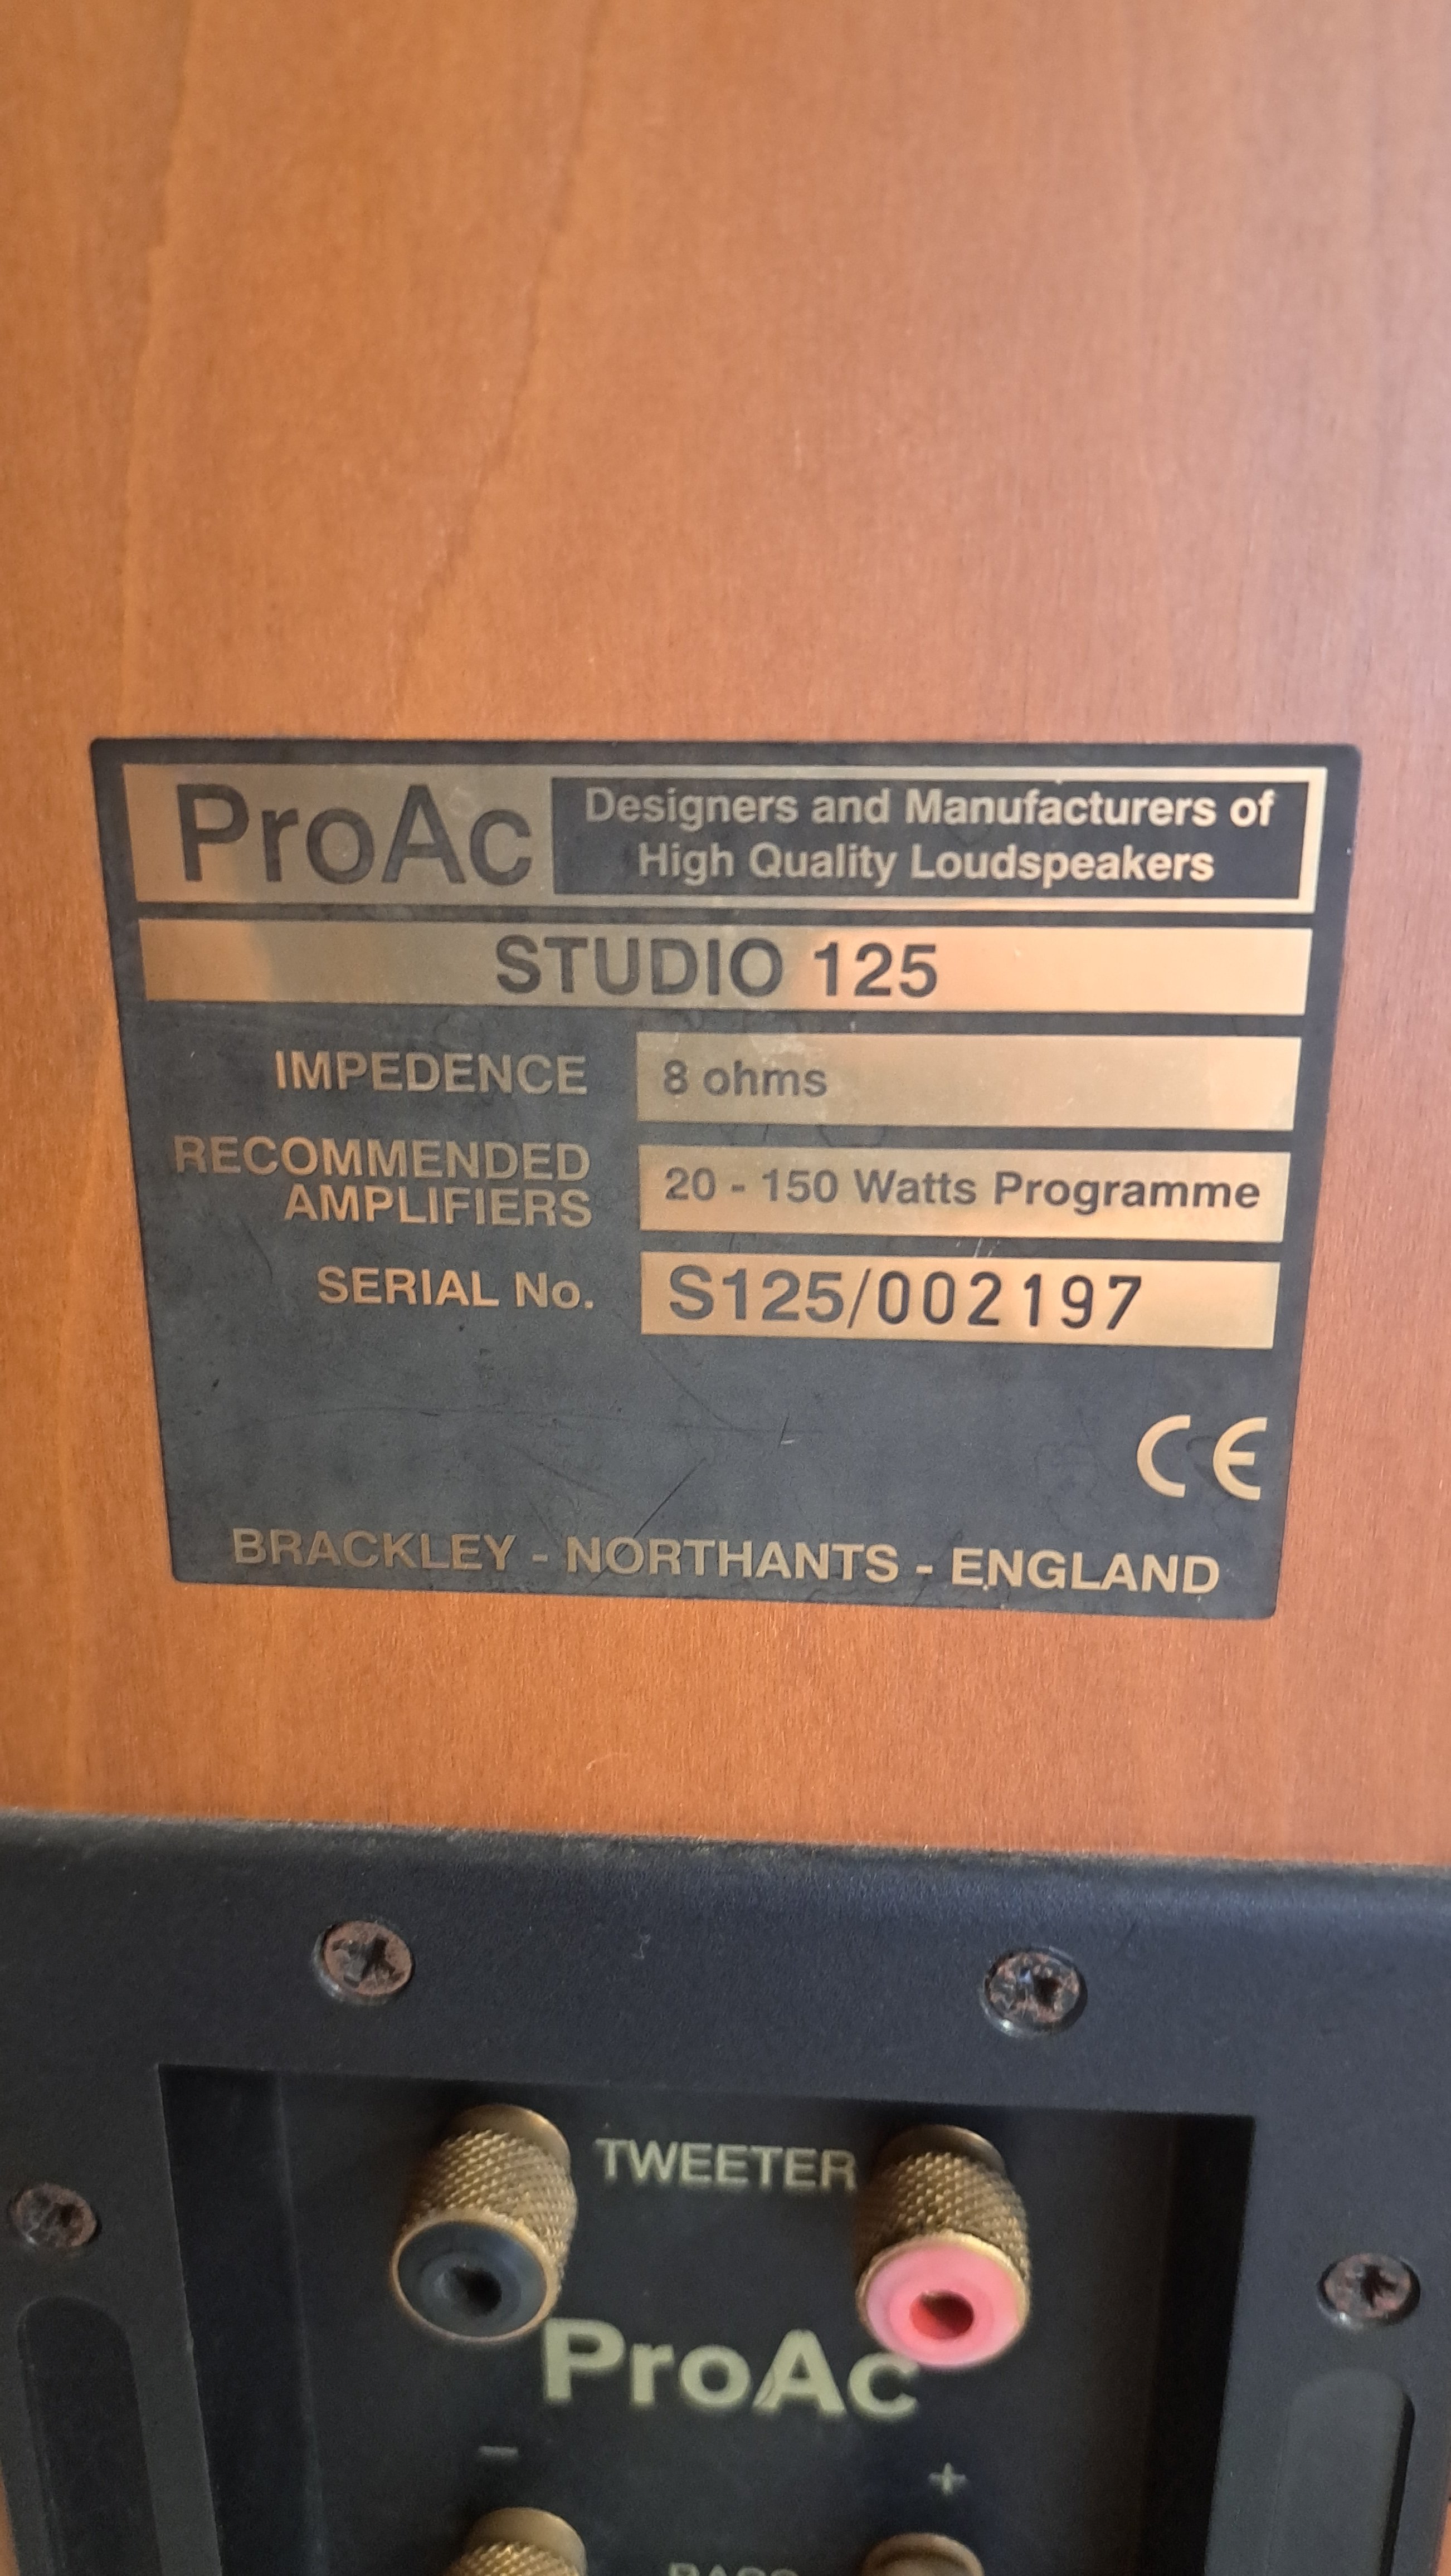 ProAc
Designers and Manufacturers of
High Quality Loudspeakers
STUDIO 125
IMPEDENCE 8 ohms
RECOMMENDED
AMPLIFIERS 20 - 150 Watts Programme
SERIAL No. S125/002197
CE
BRACKLEY - NORTHANTS - ENGLAND
TWEETER
ProAc
- +
BASS